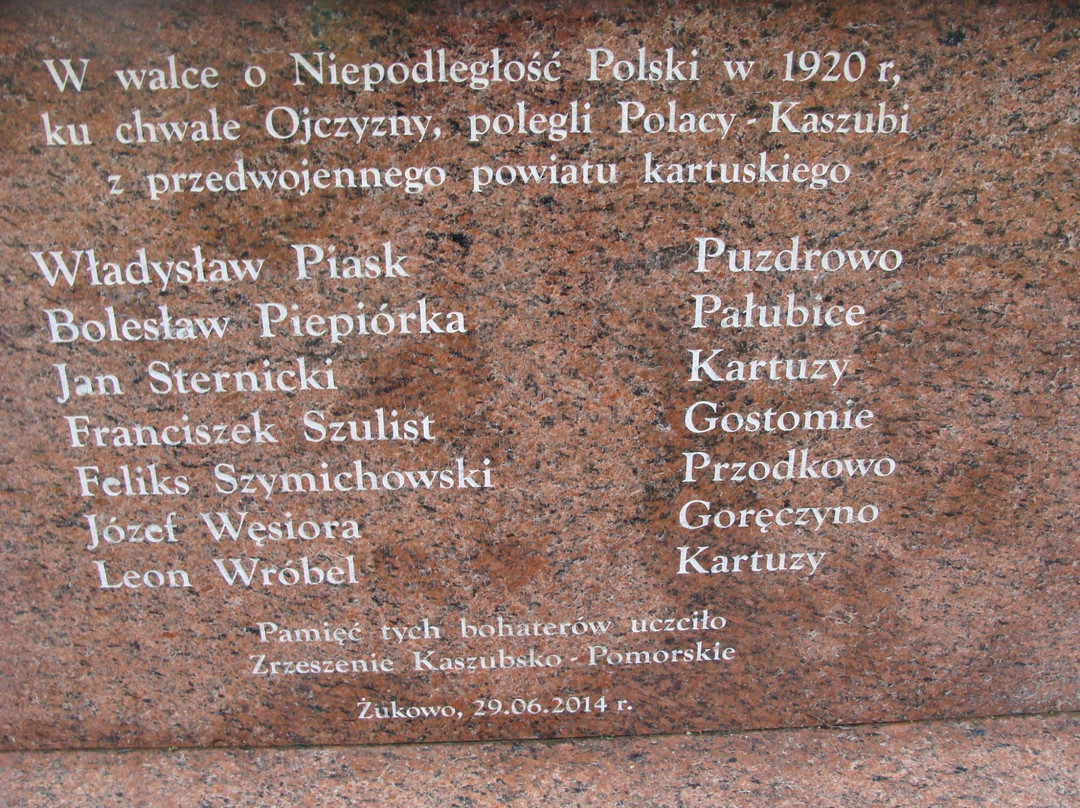 W walce o Niepodległość Polski w 1920 r,
ku chwale Ojczyzny, polegli Polacy - Kaszubi
z przedwojennego powiatu kartuskiego
Władysław Piask Puzdrowo
Bolesław Piepiórka Pałubice
Jan Sternicki Kartuzy
Franciszek Szulist Gostomie
Feliks Szymichowski Przodkowo
Józef Węsiora Goręczyno
Leon Wróbel Kartuzy
Pamięć tych bohaterów uczciło
Zrzeszenie Kaszubsko - Pomorskie
Żukowo, 29.06.2014 r.